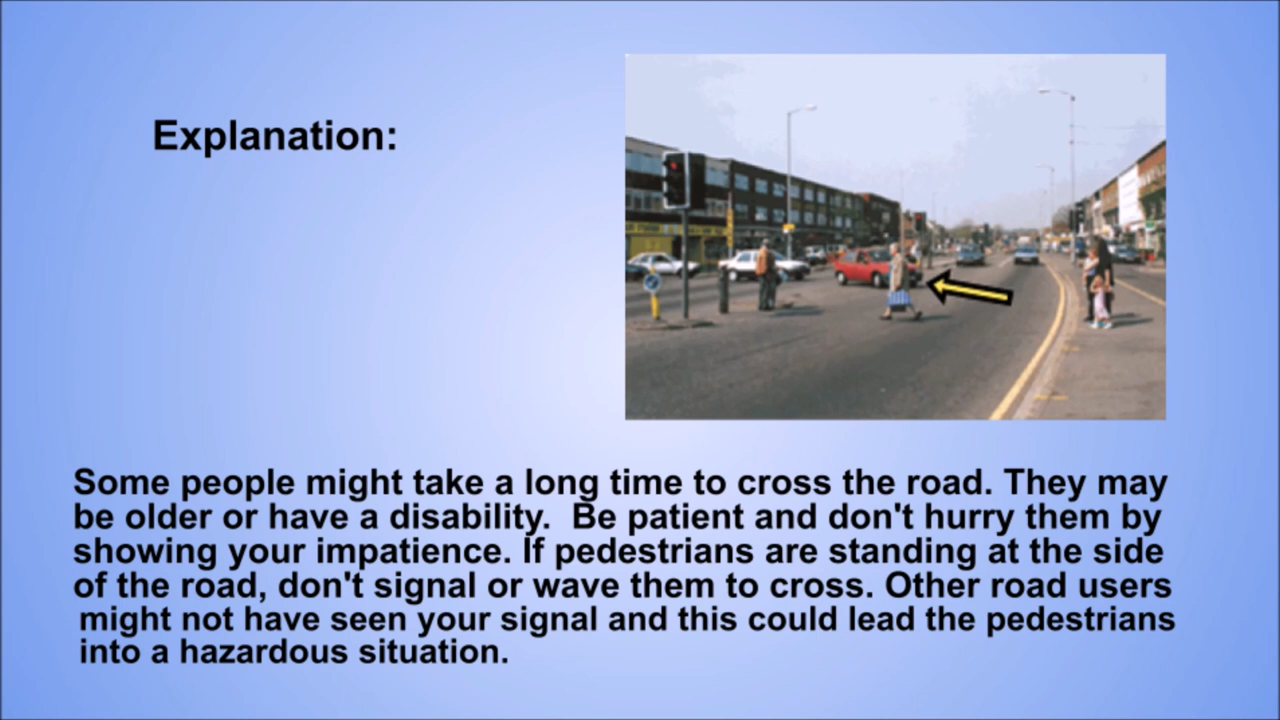 Explanation:
Some people might take a long time to cross the road. They may
be older or have a disability.  Be patient and don't hurry them by
showing your impatience. If pedestrians are standing at the side
of the road, don't signal or wave them to cross. Other road users
might not have seen your signal and this could lead the pedestrians
into a hazardous situation.